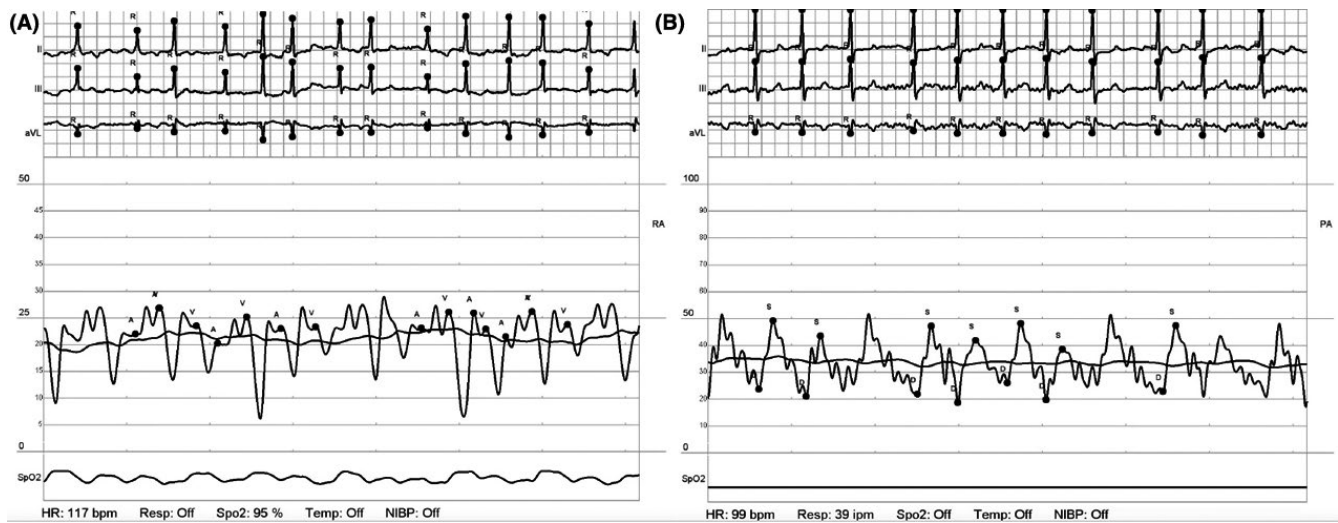 (A)
R R R R R R R R
II
R R R R R R R R
III
R R R R R R R R R R R R R
aVL
50
45
40
35
30
25
20
15
10
5
0
RA
A V A V A V A V A V A V
SpO2
HR: 117 bpm Resp: Off Spo2: 95 % Temp: Off NIBP: Off
(B)
II
R R R R R R R R R R R
III
R R R R R R R R R R R
aVL
100
90
80
70
60
50
40
30
20
10
0
PA
S S S S S S S
D D D D D D
SpO2
HR: 99 bpm Resp: 39 ipm Spo2: Off Temp: Off NIBP: Off